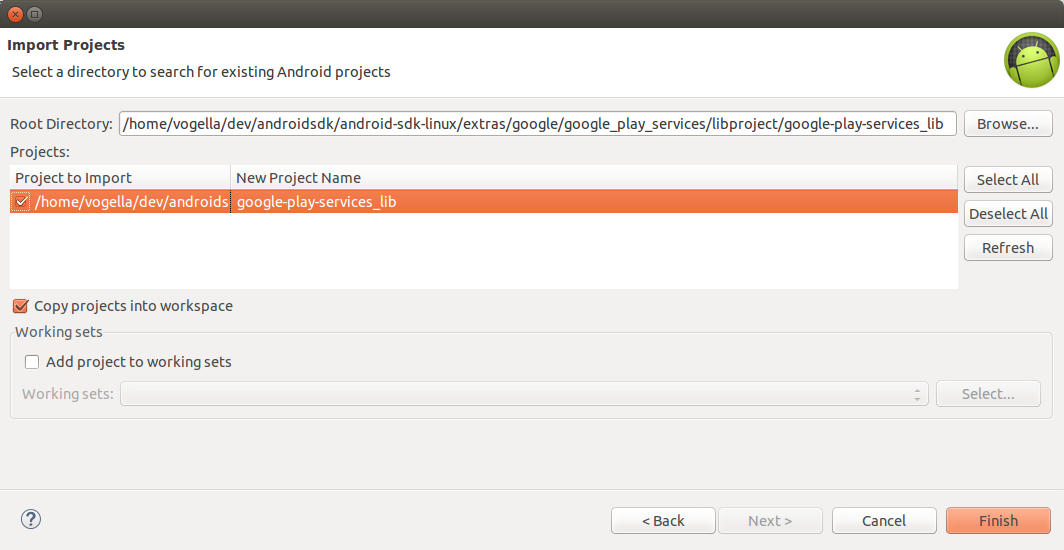 Import Projects
Select a directory to search for existing Android projects
Root Directory: /home/vogella/dev/androidsdk/android-sdk-linux/extras/google/google_play_services/libproject/google-play-services_lib Browse...
Projects:
Project to Import New Project Name
/home/vogella/dev/androids google-play-services_lib
Select All
Deselect All
Refresh
Copy projects into workspace
Working sets
Add project to working sets
Working sets: Select...
? < Back Next > Cancel Finish